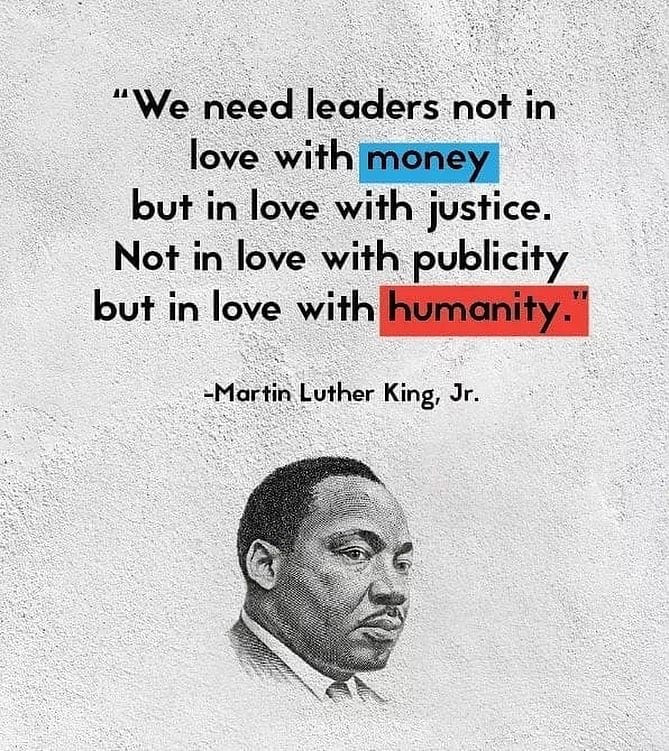 “We need leaders not in
love with money
but in love with justice.
Not in love with publicity
but in love with humanity.”
-Martin Luther King, Jr.